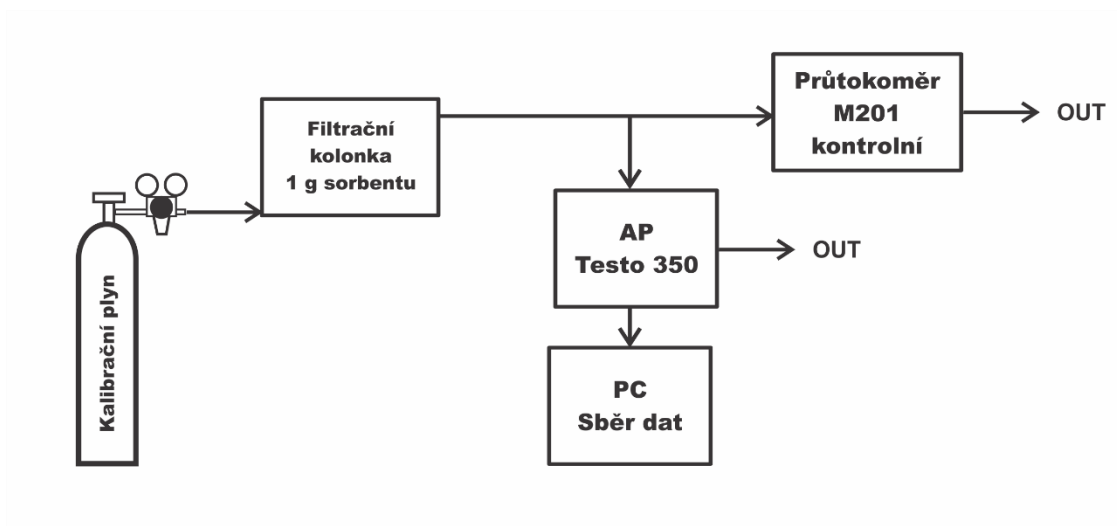 Kalibrační plyn
Filtrační
kolonka
1 g sorbentu
Průtokoměr
M201
kontrolní
OUT
AP
Testo 350
OUT
PC
Sběr dat